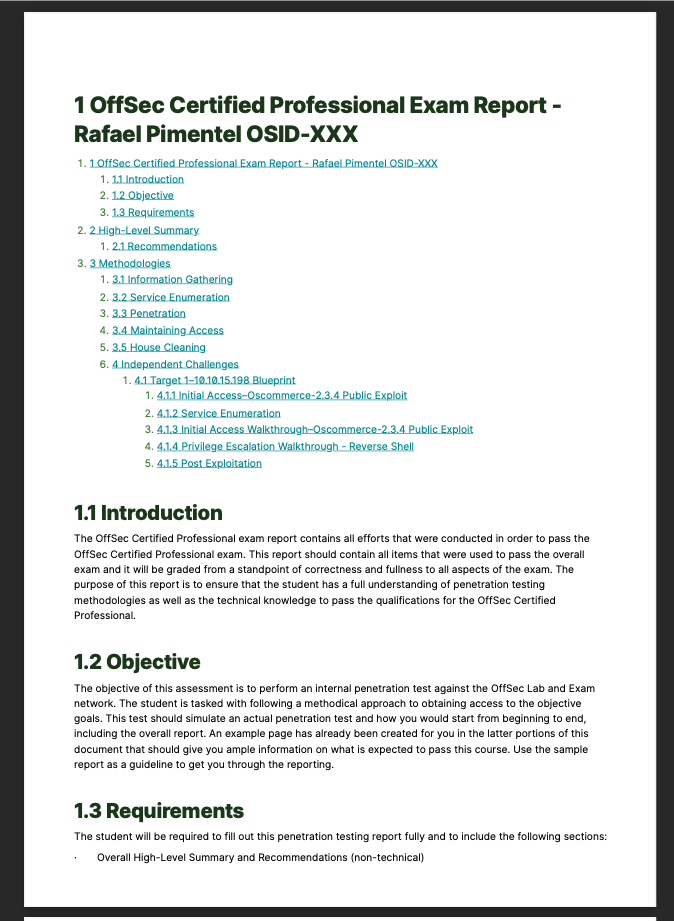 1 OffSec Certified Professional Exam Report -
Rafael Pimentel OSID-XXX
1. 1 OffSec Certified Professional Exam Report - Rafael Pimentel OSID-XXX
1. 1.1 Introduction
2. 1.2 Objective
3. 1.3 Requirements
2. 2 High-Level Summary
1. 2.1 Recommendations
3. 3 Methodologies
1. 3.1 Information Gathering
2. 3.2 Service Enumeration
3. 3.3 Penetration
4. 3.4 Maintaining Access
5. 3.5 House Cleaning
6. 4 Independent Challenges
1. 4.1 Target 1–10.10.15.198 Blueprint
1. 4.1.1 Initial Access–Oscommerce-2.3.4 Public Exploit
2. 4.1.2 Service Enumeration
3. 4.1.3 Initial Access Walkthrough–Oscommerce-2.3.4 Public Exploit
4. 4.1.4 Privilege Escalation Walkthrough - Reverse Shell
5. 4.1.5 Post Exploitation
1.1 Introduction
The OffSec Certified Professional exam report contains all efforts that were conducted in order to pass the
OffSec Certified Professional exam. This report should contain all items that were used to pass the overall
exam and it will be graded from a standpoint of correctness and fullness to all aspects of the exam. The
purpose of this report is to ensure that the student has a full understanding of penetration testing
methodologies as well as the technical knowledge to pass the qualifications for the OffSec Certified
Professional.
1.2 Objective
The objective of this assessment is to perform an internal penetration test against the OffSec Lab and Exam
network. The student is tasked with following a methodical approach to obtaining access to the objective
goals. This test should simulate an actual penetration test and how you would start from beginning to end,
including the overall report. An example page has already been created for you in the latter portions of this
document that should give you ample information on what is expected to pass this course. Use the sample
report as a guideline to get you through the reporting.
1.3 Requirements
The student will be required to fill out this penetration testing report fully and to include the following sections:
· Overall High-Level Summary and Recommendations (non-technical)